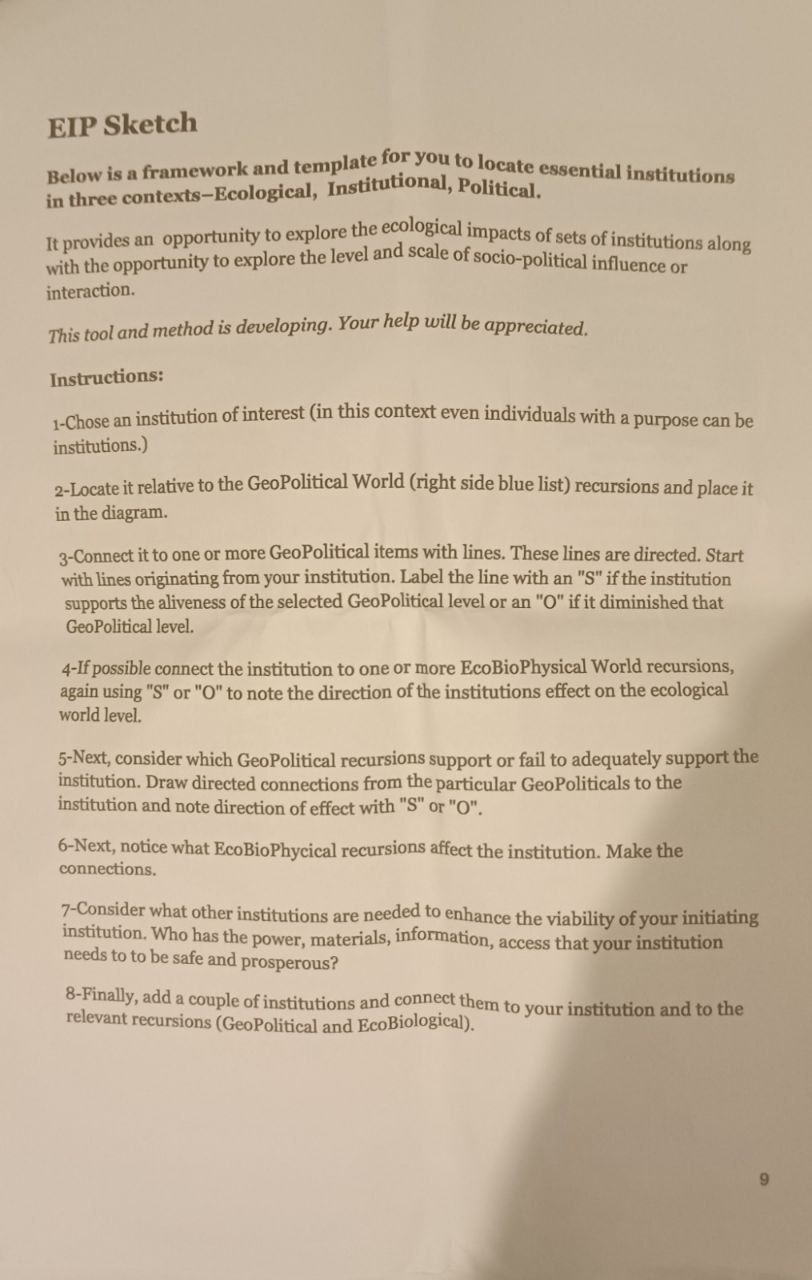 EIP Sketch
Below is a framework and template for you to locate essential institutions
in three contexts–Ecological, Institutional, Political.
It provides an opportunity to explore the ecological impacts of sets of institutions along
with the opportunity to explore the level and scale of socio-political influence or
interaction.
This tool and method is developing. Your help will be appreciated.
Instructions:
1-Chose an institution of interest (in this context even individuals with a purpose can be
institutions.)
2-Locate it relative to the GeoPolitical World (right side blue list) recursions and place it
in the diagram.
3-Connect it to one or more GeoPolitical items with lines. These lines are directed. Start
with lines originating from your institution. Label the line with an "S" if the institution
supports the aliveness of the selected GeoPolitical level or an "O" if it diminished that
GeoPolitical level.
4-If possible connect the institution to one or more EcoBioPhysical World recursions,
again using "S" or "O" to note the direction of the institutions effect on the ecological
world level.
5-Next, consider which GeoPolitical recursions support or fail to adequately support the
institution. Draw directed connections from the particular GeoPoliticals to the
institution and note direction of effect with "S" or "O".
6-Next, notice what EcoBioPhycical recursions affect the institution. Make the
connections.
7-Consider what other institutions are needed to enhance the viability of your initiating
institution. Who has the power, materials, information, access that your institution
needs to to be safe and prosperous?
8-Finally, add a couple of institutions and connect them to your institution and to the
relevant recursions (GeoPolitical and EcoBiological).
9